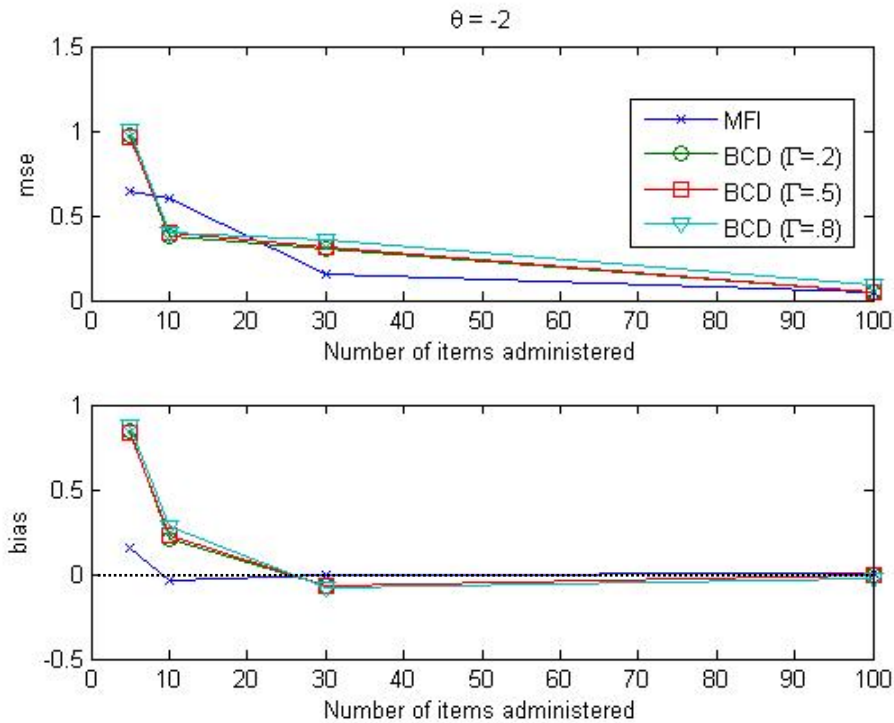 θ = -2
1.5
1
0.5
0
mse
MFI
BCD (Γ=.2)
BCD (Γ=.5)
BCD (Γ=.8)
0 10 20 30 40 50 60 70 80 90 100
Number of items administered
1
0.5
0
-0.5
bias
0 10 20 30 40 50 60 70 80 90 100
Number of items administered